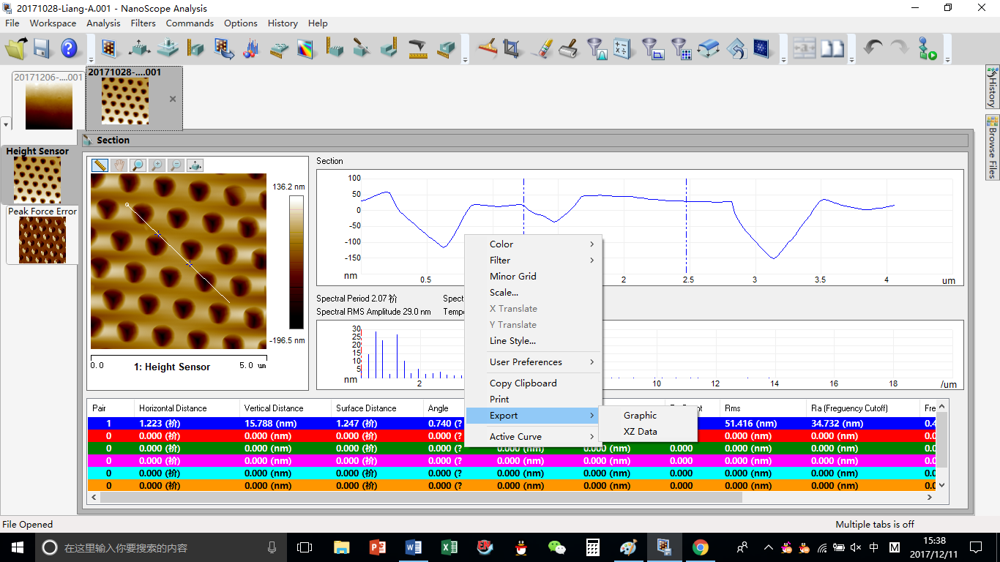 20171028-Liang-A.001 - NanoScope Analysis
File Workspace Analysis Filters Commands Options History Help
20171206-....001
20171028-....001
History
Browse Files
Section
Height Sensor
Peak Force Error
136.2 nm
-196.5 nm
0.0 1: Height Sensor 5.0 um
Section
100
50
0
-50
-100
-150
nm
0.5 2 2.5 3 3.5 4 um
Spectral Period 2.07 祄 Spect
Spectral RMS Amplitude 29.0 nm Tempo
30
25
20
15
10
5
nm
2 10 12 14 16 18 /um
Color
Filter
Minor Grid
Scale...
X Translate
Y Translate
Line Style...
User Preferences
Copy Clipboard
Print
Export
Active Curve
Graphic
XZ Data
Pair Horizontal Distance Vertical Distance Surface Distance Angle Rms Ra (Freguency Cutoff) Fre
1 1.223 (祄) 15.788 (nm) 1.247 (祄) 0.740 (? 51.416 (nm) 34.732 (nm) 0.4
0 0.000 (祄) 0.000 (nm) 0.000 (祄) 0.000 (? 0.000 (nm) 0.000 (nm) 0.0
0 0.000 (祄) 0.000 (nm) 0.000 (祄) 0.000 (? 0.000 (nm) 0.000 (nm) 0.000 0.000 (nm) 0.000 (nm) 0.0
0 0.000 (祄) 0.000 (nm) 0.000 (祄) 0.000 (? 0.000 (nm) 0.000 (nm) 0.000 0.000 (nm) 0.000 (nm) 0.0
0 0.000 (祄) 0.000 (nm) 0.000 (祄) 0.000 (? 0.000 (nm) 0.000 (nm) 0.000 0.000 (nm) 0.000 (nm) 0.0
0 0.000 (祄) 0.000 (nm) 0.000 (祄) 0.000 (? 0.000 (nm) 0.000 (nm) 0.000 0.000 (nm) 0.000 (nm) 0.0
File Opened
Multiple tabs is off
在这里输入你要搜索的内容
中 M
15:38
2017/12/11